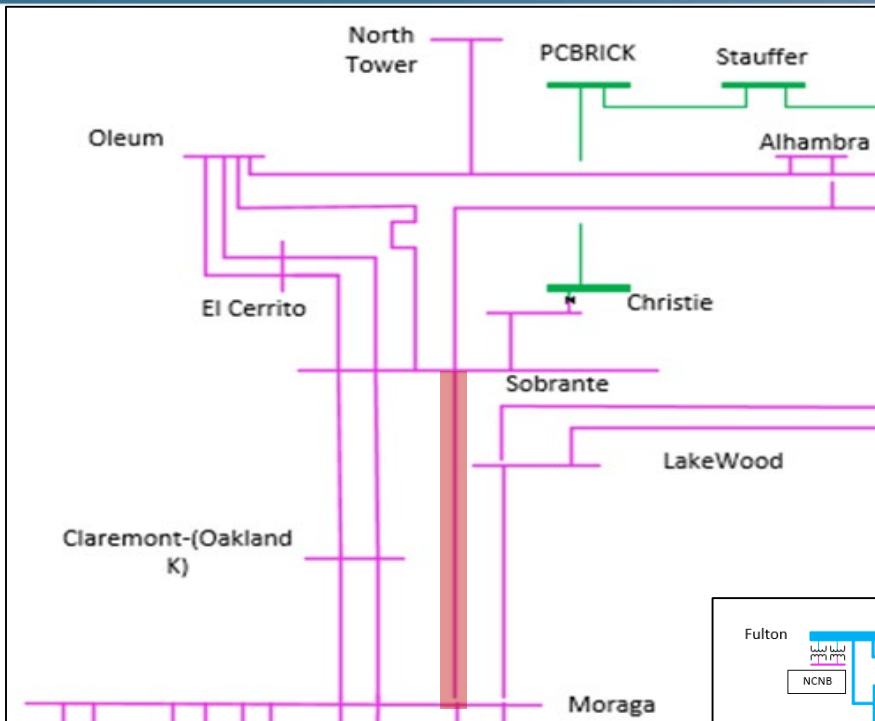 North
Tower
PCBRICK
Stauffer
Oleum
Alhambra
El Cerrito
Christie
Sobrante
LakeWood
Claremont-(Oakland
K)
Fulton
NCNB
Moraga